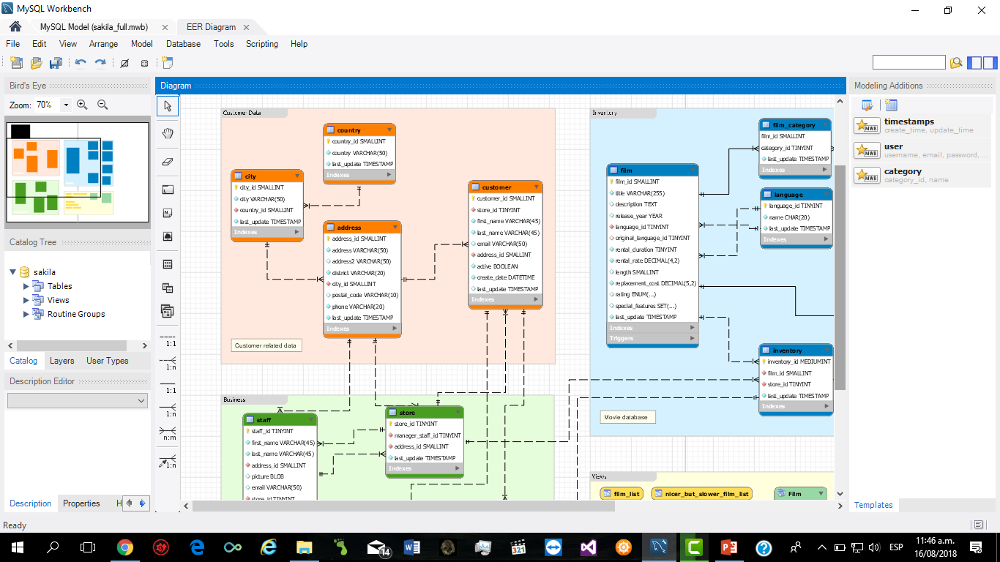 MySQL Workbench
MySQL Model (sakila_full.mwb)
EER Diagram
File Edit View Arrange Model Database Tools Scripting Help
Bird's Eye
Zoom: 70%
Catalog Tree
sakila
Tables
Views
Routine Groups
Catalog Layers User Types
Description Editor
Description Properties H
1:1
1:n
1:1
1:n
n:m
1:n
Diagram
Customer Data
country
country_id SMALLINT
country VARCHAR(50)
last_update TIMESTAMP
Indexes
city
city_id SMALLINT
city VARCHAR(50)
country_id SMALLINT
last_update TIMESTAMP
Indexes
address
address_id SMALLINT
address VARCHAR(50)
address2 VARCHAR(50)
district VARCHAR(20)
city_id SMALLINT
postal_code VARCHAR(10)
phone VARCHAR(20)
last_update TIMESTAMP
Indexes
customer
customer_id SMALLINT
store_id TINYINT
first_name VARCHAR(45)
last_name VARCHAR(45)
email VARCHAR(50)
address_id SMALLINT
active BOOLEAN
create_date DATETIME
last_update TIMESTAMP
Indexes
Customer related data
Business
staff
staff_id TINYINT
first_name VARCHAR(45)
last_name VARCHAR(45)
address_id SMALLINT
picture BLOB
email VARCHAR(50)
store_id TINYINT
store
store_id TINYINT
manager_staff_id TINYINT
address_id SMALLINT
last_update TIMESTAMP
Indexes
Inventory
film
film_id SMALLINT
title VARCHAR(255)
description TEXT
release_year YEAR
language_id TINYINT
original_language_id TINYINT
rental_duration TINYINT
rental_rate DECIMAL(4,2)
length SMALLINT
replacement_cost DECIMAL(5,2)
rating ENUM(...)
special_features SET(...)
last_update TIMESTAMP
Indexes
Triggers
film_category
film_id SMALLINT
category_id TINYINT
last_update TIMESTAMP
Indexes
language
language_id TINYINT
name CHAR(20)
last_update TIMESTAMP
Indexes
inventory
inventory_id MEDIUMINT
film_id SMALLINT
store_id TINYINT
last_update TIMESTAMP
Indexes
Movie database
Views
film_list
nicer_but_slower_film_list
Film
Modeling Additions
timestamps
create_time, update_time
user
username, email, password, ...
category
category_id, name
MWB
MWB
MWB
Templates
Ready
14
321
ESP
11:46 a.m.
16/08/2018